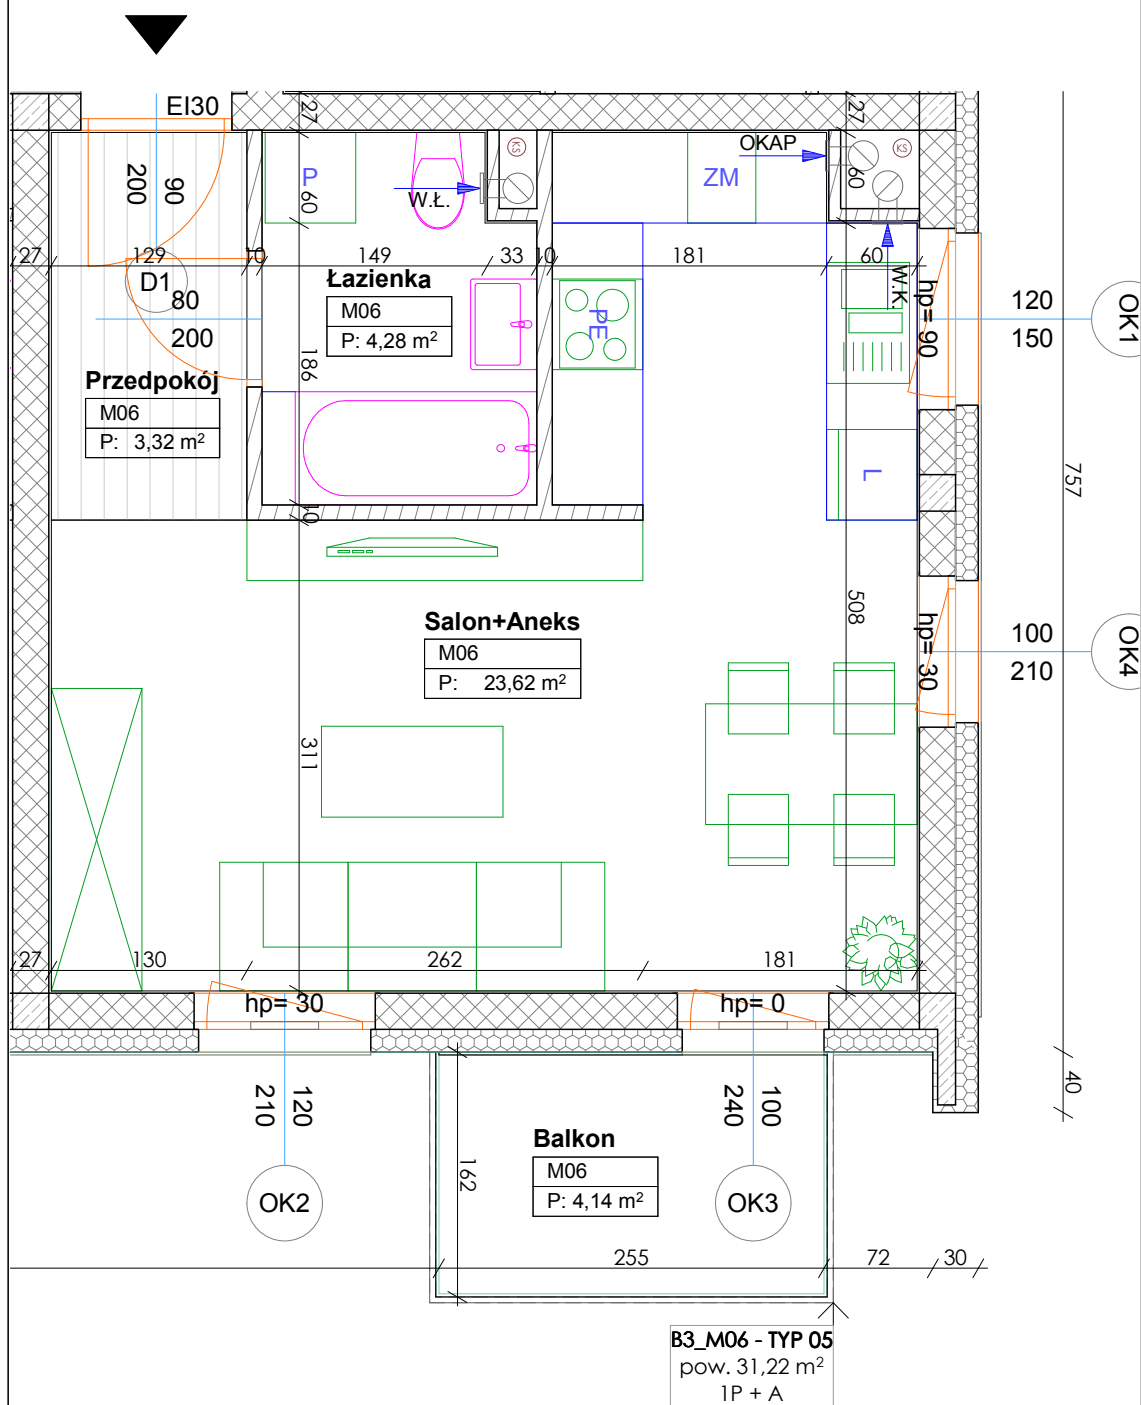 EI30
27
27
90
200
P
60
W.Ł.
KS
OKAP
ZM
KS
60
27
129
10
149
33
10
181
60
D1
80
200
Łazienka
M06
P: 4,28 m²
186
PE
W.K.
hp= 90
120
150
OK1
Przedpokój
M06
P: 3,32 m²
L
757
10
Salon+Aneks
M06
P: 23,62 m²
508
hp= 30
100
210
OK4
311
27
130
262
181
hp= 30
hp= 0
120
210
OK2
100
240
OK3
40
Balkon
M06
P: 4,14 m²
162
255
72
30
B3_M06 - TYP 05
pow. 31,22 m²
1P + A